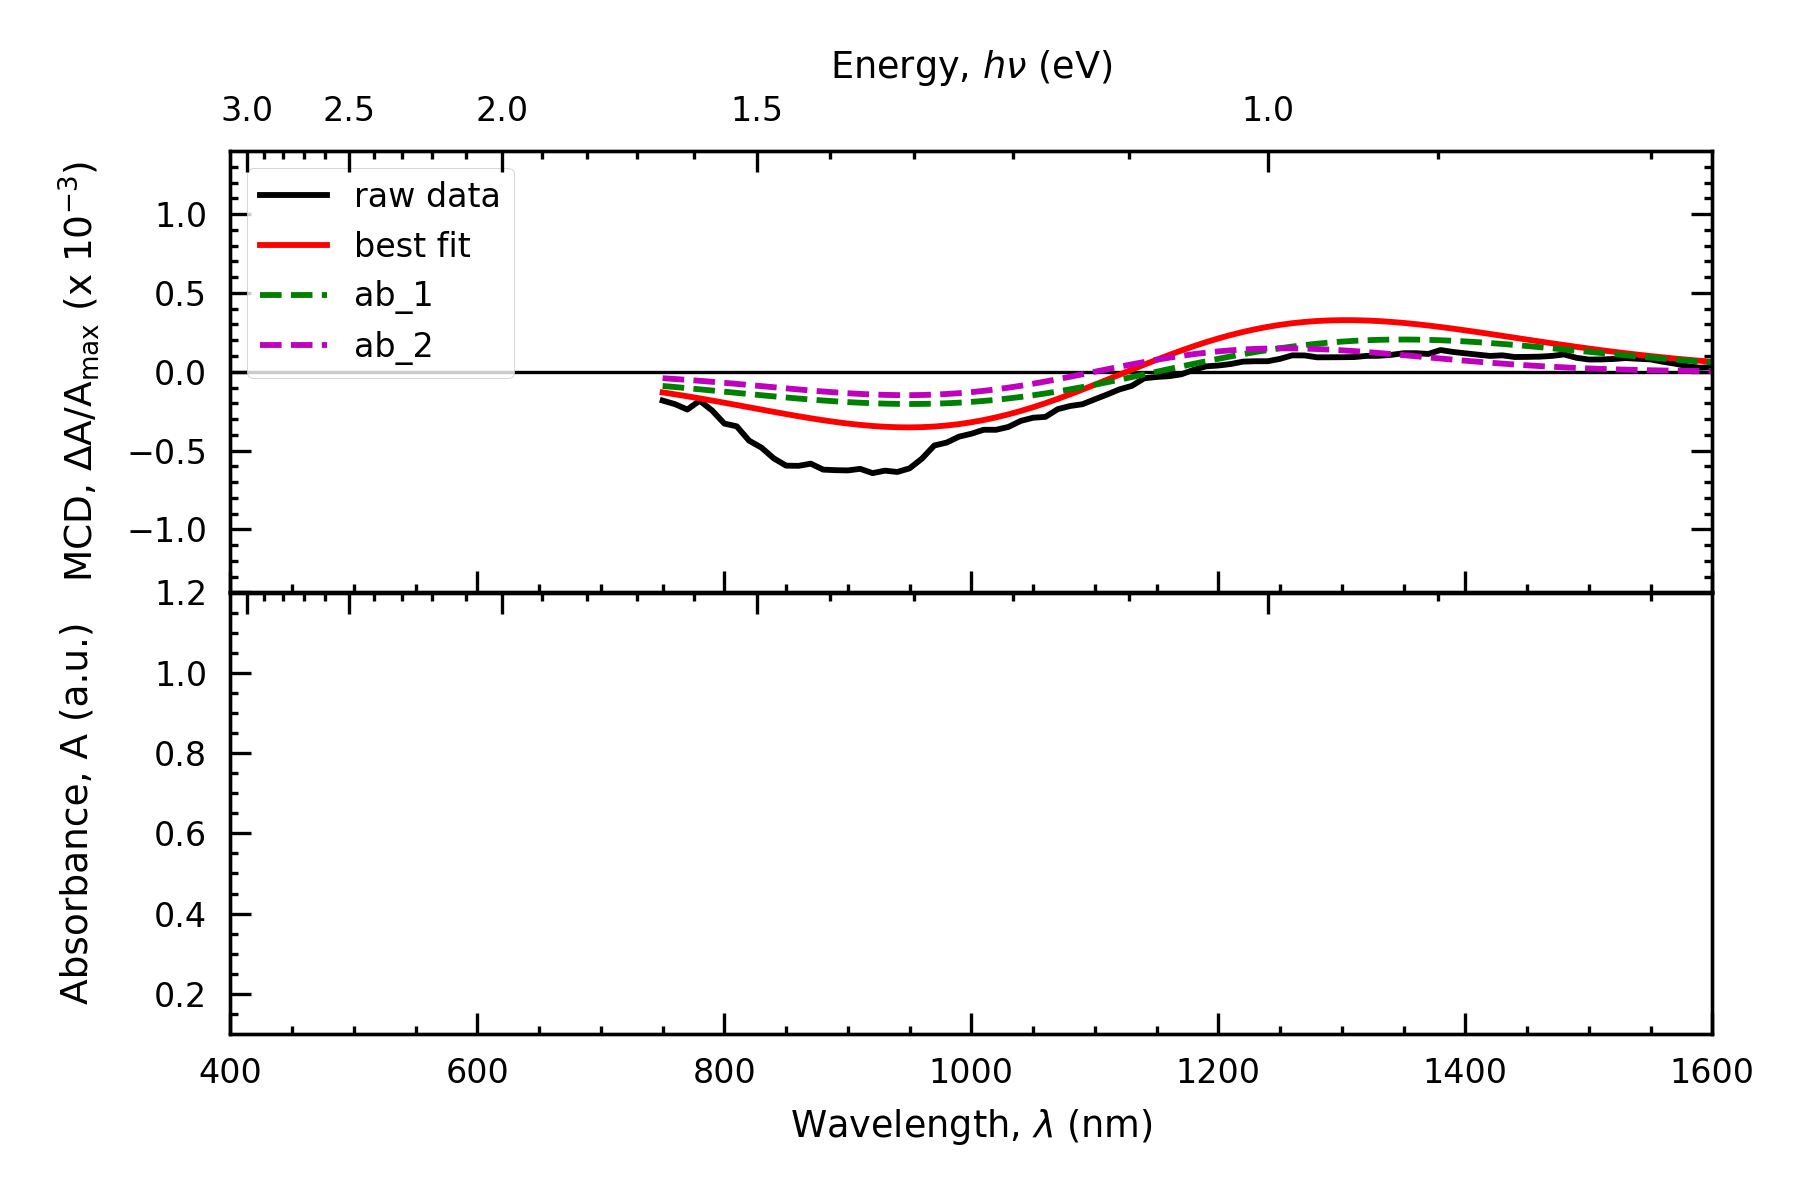 Energy, hν (eV)
3.0 2.5 2.0 1.5 1.0
MCD, ΔA/Amax (x 10⁻³)
1.0
0.5
0.0
−0.5
−1.0
raw data
best fit
ab_1
ab_2
Absorbance, A (a.u.)
1.2
1.0
0.8
0.6
0.4
0.2
400 600 800 1000 1200 1400 1600
Wavelength, λ (nm)